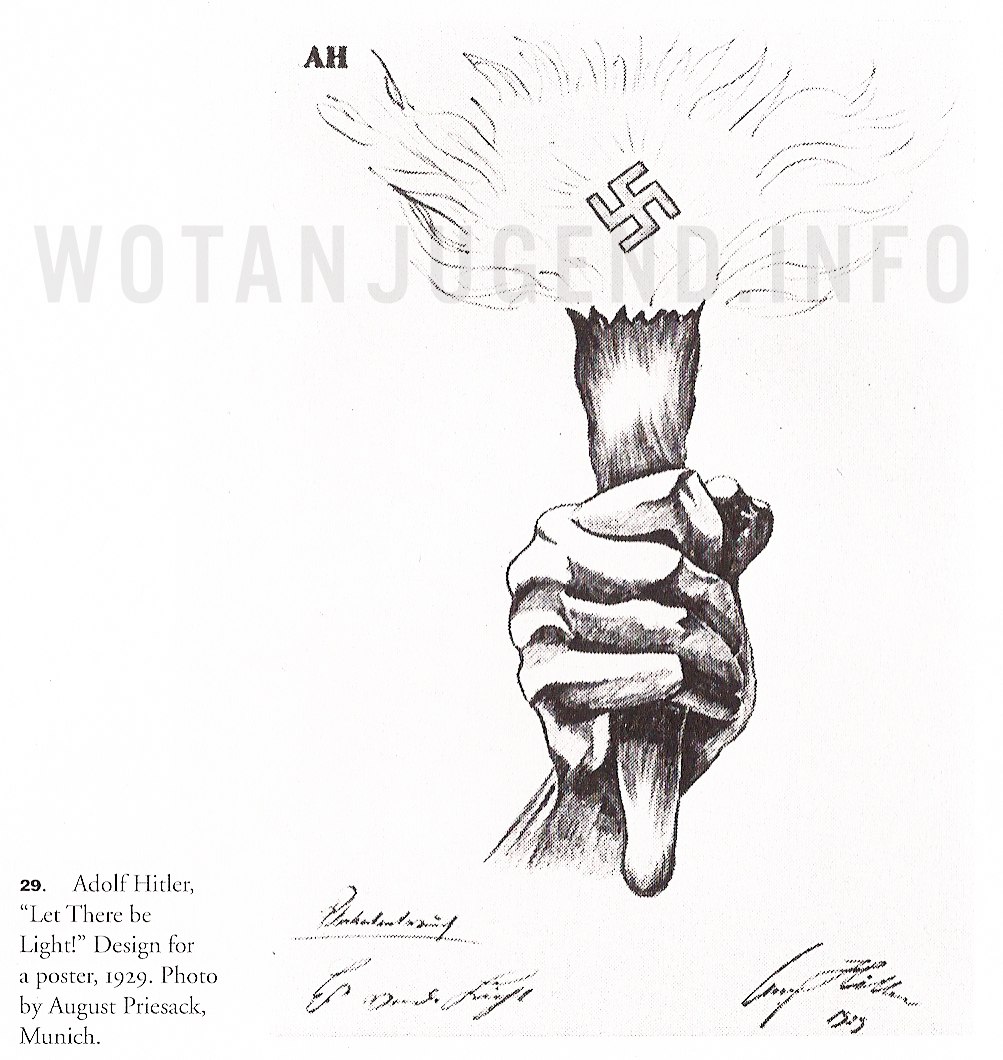 AH
WOTANJUGEND.INFO
29. Adolf Hitler,
“Let There be
Light!” Design for
a poster, 1929. Photo
by August Priesack,
Munich.
Plakatentwurf
Es werde Licht
Hitler
1929